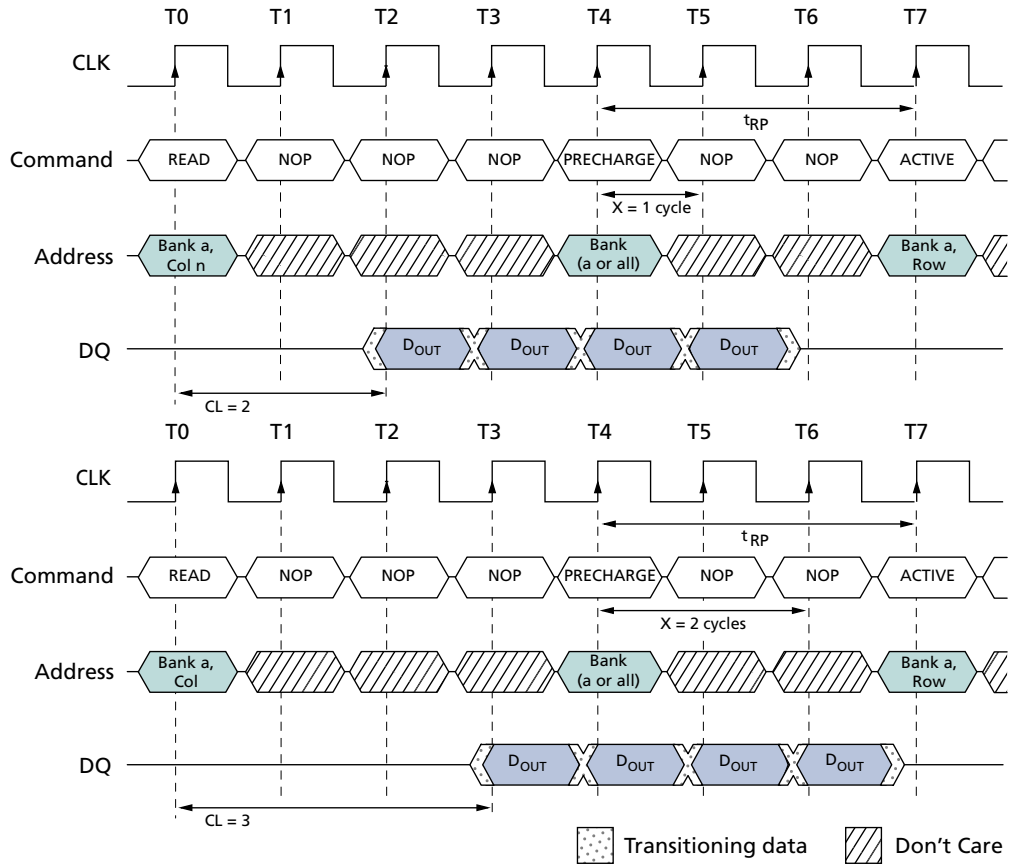 T0 T1 T2 T3 T4 T5 T6 T7
CLK
tRP
Command READ NOP NOP NOP PRECHARGE NOP NOP ACTIVE
X = 1 cycle
Address Bank a, Col n Bank (a or all) Bank a, Row
DQ DOUT DOUT DOUT DOUT
CL = 2
T0 T1 T2 T3 T4 T5 T6 T7
CLK
tRP
Command READ NOP NOP NOP PRECHARGE NOP NOP ACTIVE
X = 2 cycles
Address Bank a, Col Bank (a or all) Bank a, Row
DQ DOUT DOUT DOUT DOUT
CL = 3
Transitioning data Don't Care